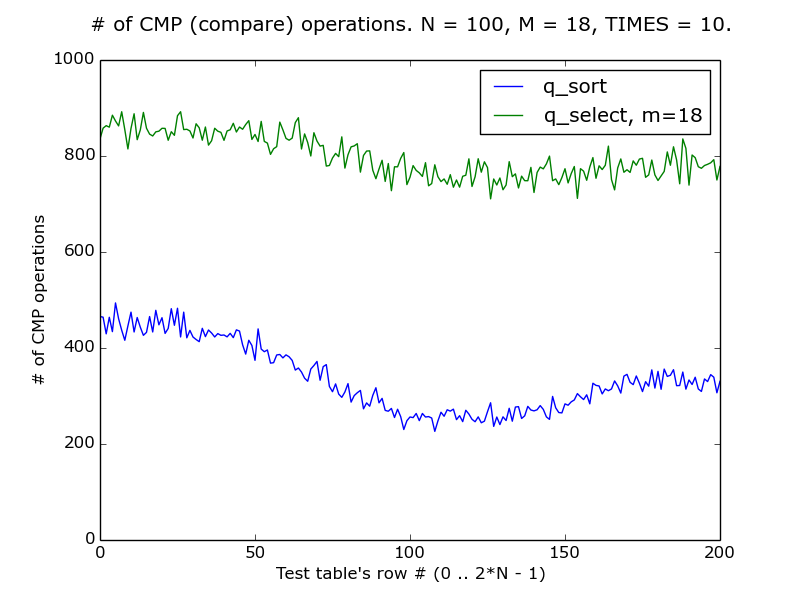 # of CMP (compare) operations. N = 100, M = 18, TIMES = 10.
1000
q_sort
q_select, m=18
800
600
# of CMP operations
400
200
0
0 50 100 150 200
Test table's row # (0 .. 2*N - 1)